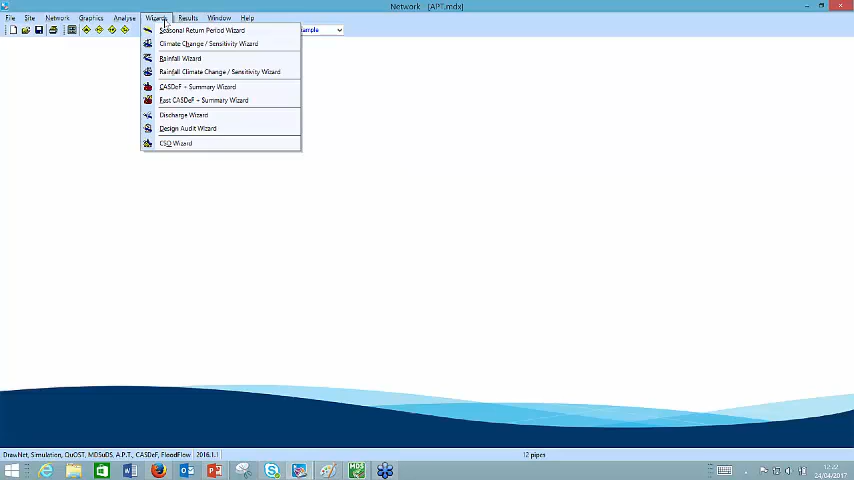 Network - [APT.mdx]
File Site Network Graphics Analyse Wizards Results Window Help
Seasonal Return Period Wizard
Climate Change / Sensitivity Wizard
Rainfall Wizard
Rainfall Climate Change / Sensitivity Wizard
CASDeF + Summary Wizard
Fast CASDeF + Summary Wizard
Discharge Wizard
Design Audit Wizard
CSO Wizard
DrawNet, Simulation, QuOST, MDSuDS, A.P.T., CASDeF, FloodFlow 2016.1.1 12 pipes
12:22
24/04/2017